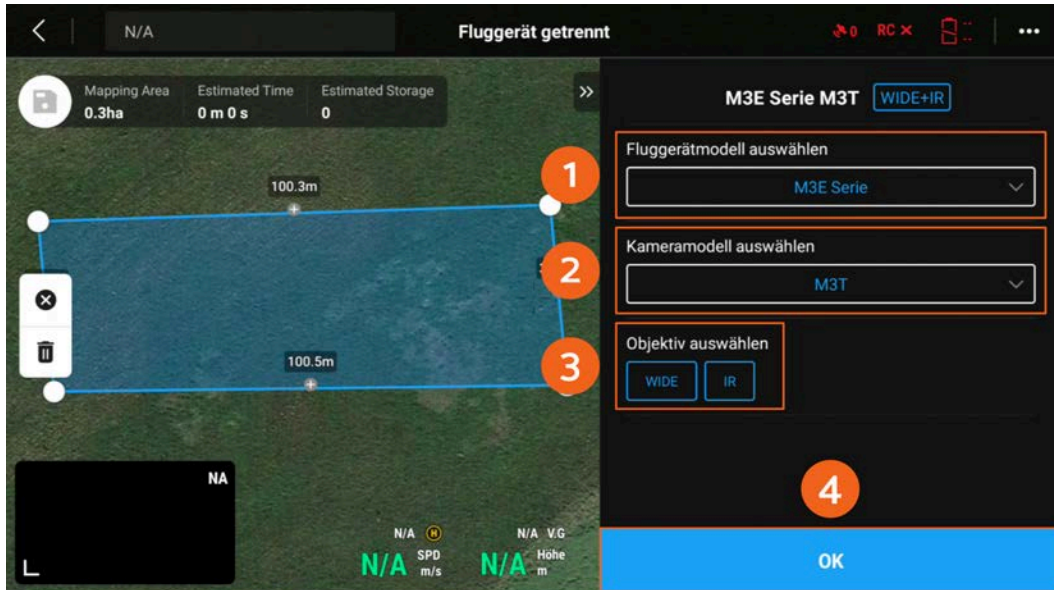 N/A
Fluggerät getrennt
0 RC ×
Mapping Area
0.3ha
Estimated Time
0 m 0 s
Estimated Storage
0
100.3m
100.5m
NA
N/A H
N/A SPD m/s
N/A V.G
N/A Höhe m
M3E Serie M3T WIDE+IR
1
Fluggerätmodell auswählen
M3E Serie
2
Kameramodell auswählen
M3T
3
Objektiv auswählen
WIDE IR
4
OK